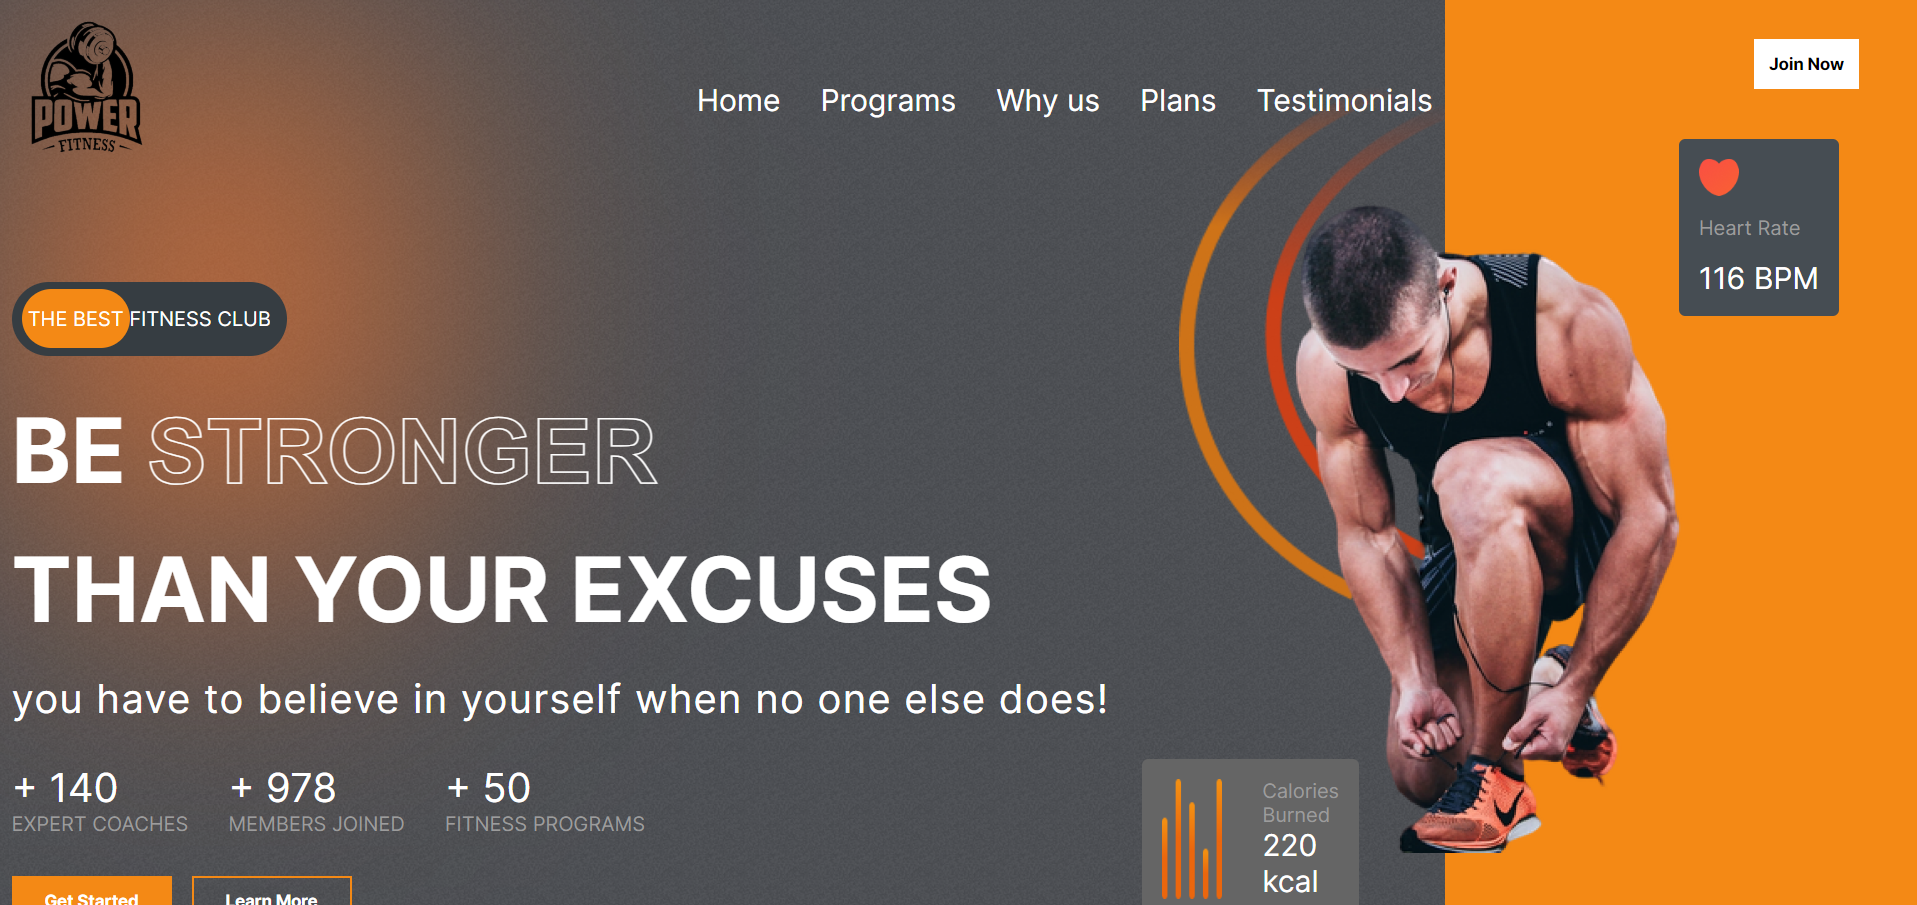 POWER
FITNESS
Home Programs Why us Plans Testimonials
Join Now
Heart Rate
116 BPM
THE BEST FITNESS CLUB
BE STRONGER
THAN YOUR EXCUSES
you have to believe in yourself when no one else does!
+ 140 + 978 + 50
EXPERT COACHES MEMBERS JOINED FITNESS PROGRAMS
Calories
Burned
220
kcal
Get Started Learn More